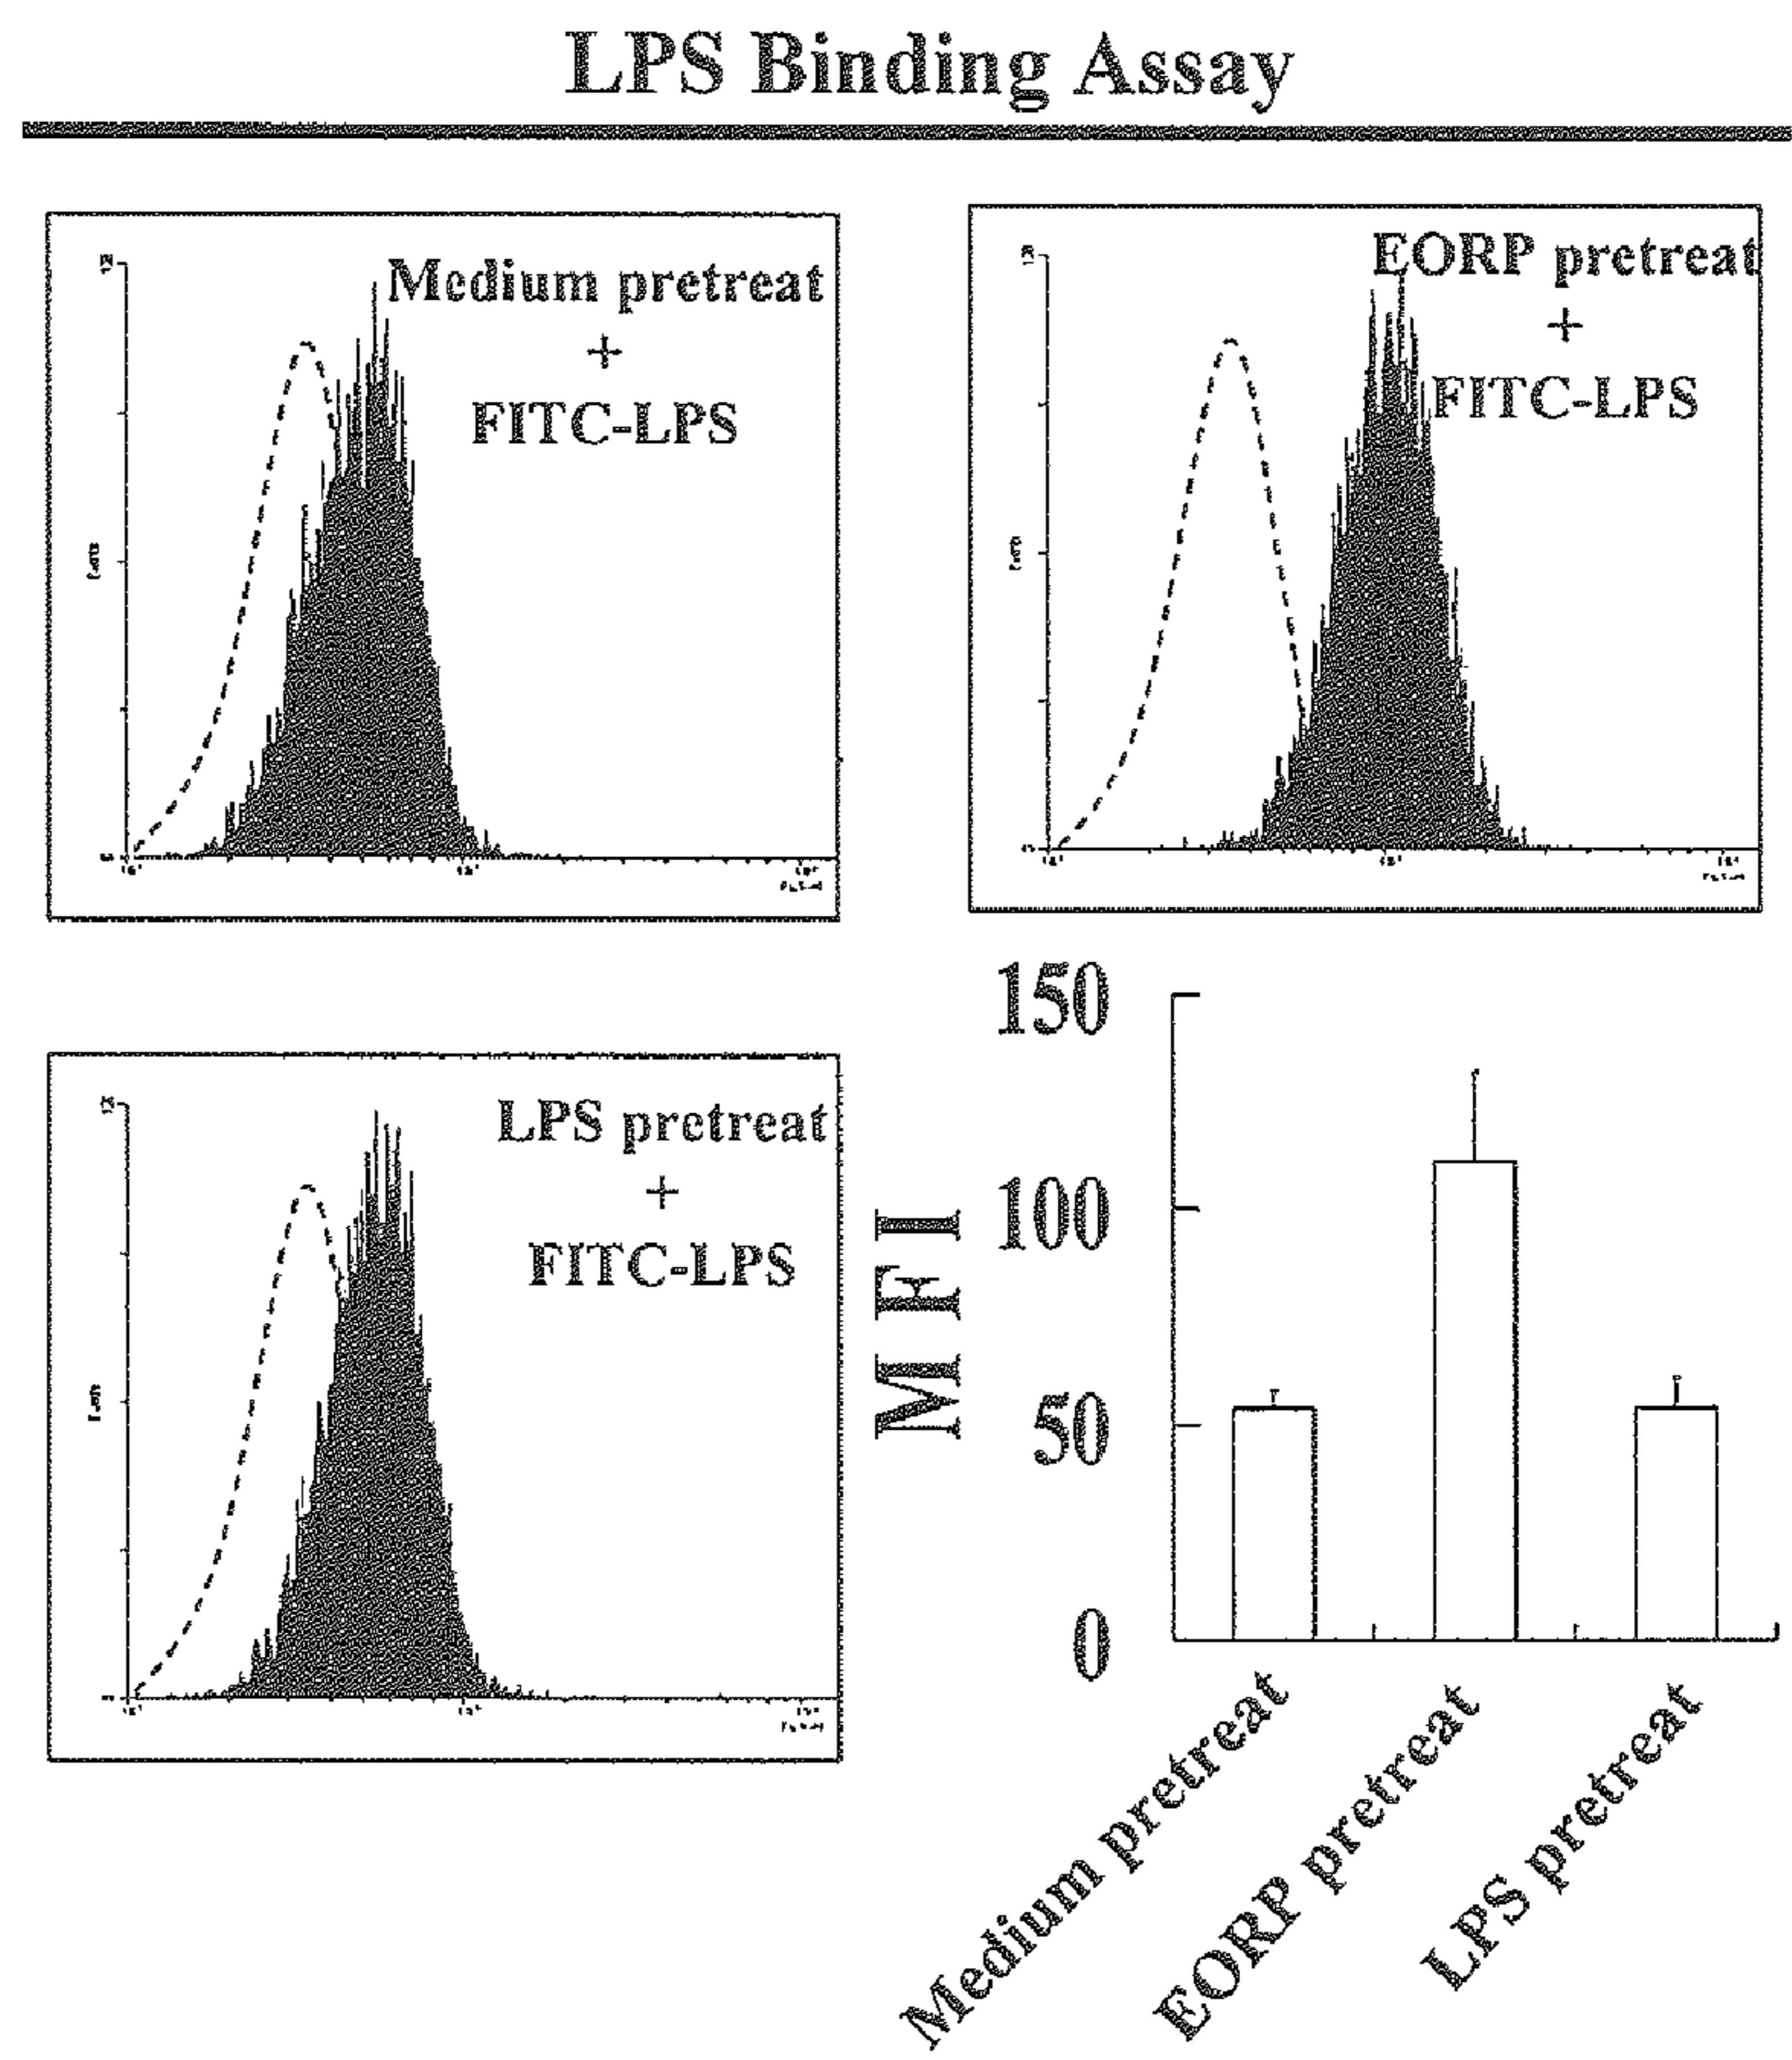 LPS Binding Assay
Medium pretreat
+
FITC-LPS
EORP pretreat
+
FITC-LPS
LPS pretreat
+
FITC-LPS
M F I
150
100
50
0
Medium pretreat
EORP pretreat
LPS pretreat